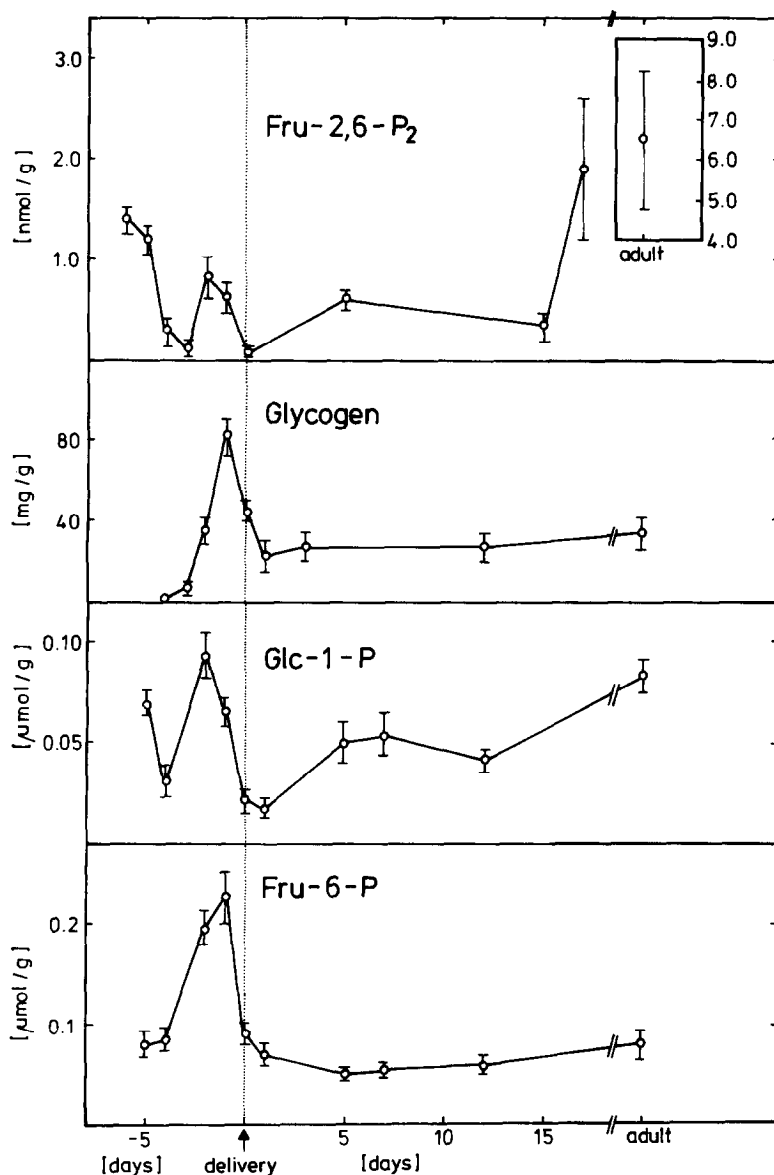 3.0
2.0
1.0
[nmol/g]
Fru-2,6-P₂
9.0
8.0
7.0
6.0
5.0
4.0
adult
Glycogen
80
40
[mg/g]
Glc-1-P
0.10
0.05
[µmol/g]
Fru-6-P
0.2
0.1
[µmol/g]
-5 5 10 15 adult
[days] delivery [days]